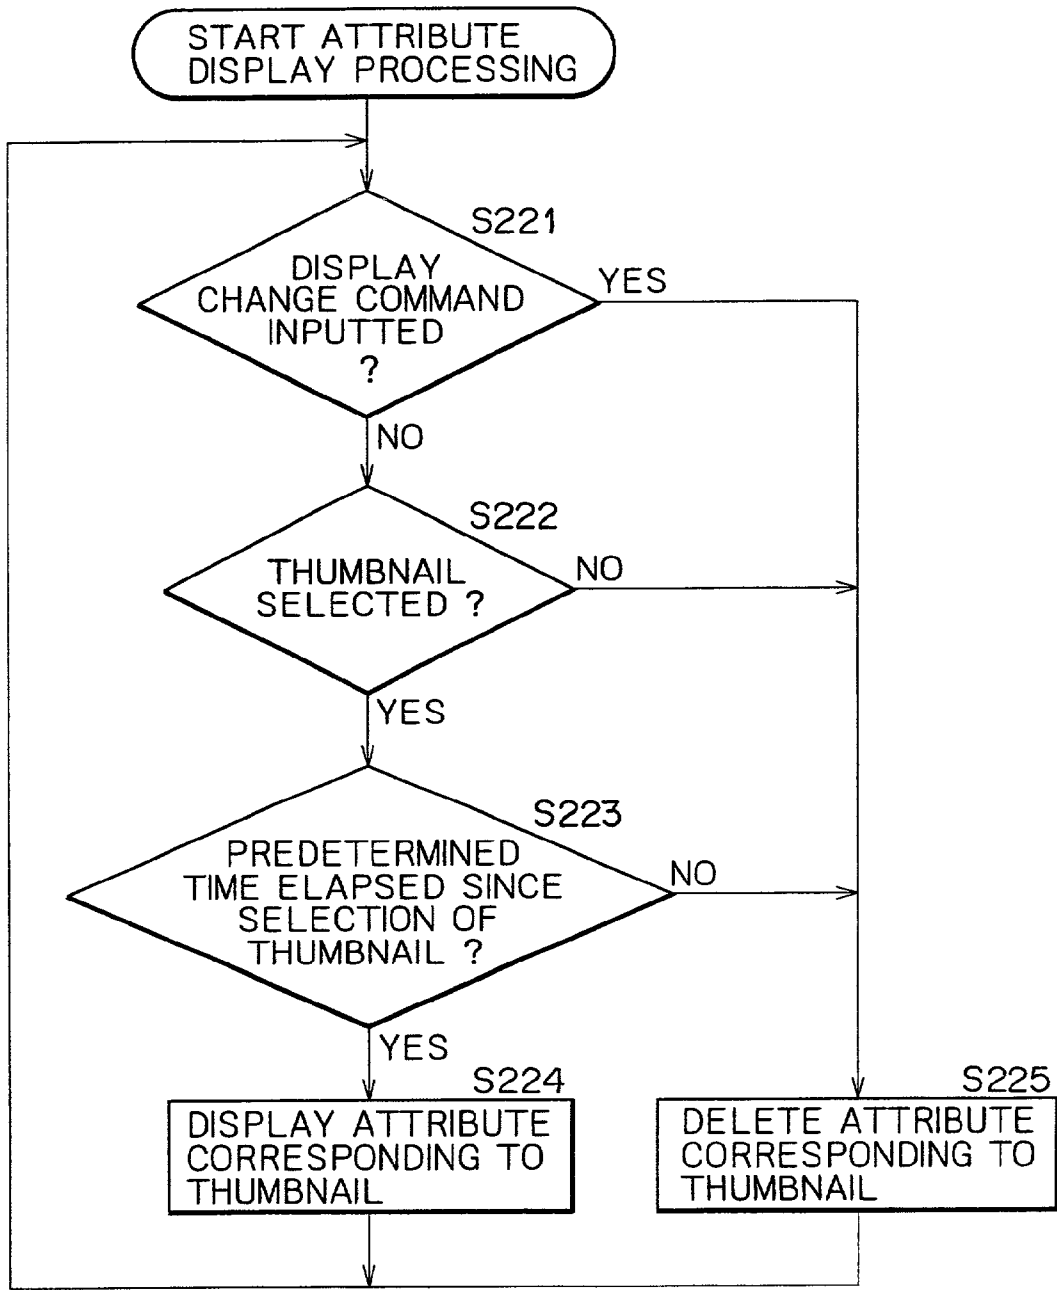 START ATTRIBUTE
DISPLAY PROCESSING
S221
DISPLAY
CHANGE COMMAND
INPUTTED
?
YES
NO
S222
THUMBNAIL
SELECTED ?
NO
YES
S223
PREDETERMINED
TIME ELAPSED SINCE
SELECTION OF
THUMBNAIL ?
NO
YES
S224
DISPLAY ATTRIBUTE
CORRESPONDING TO
THUMBNAIL
S225
DELETE ATTRIBUTE
CORRESPONDING TO
THUMBNAIL